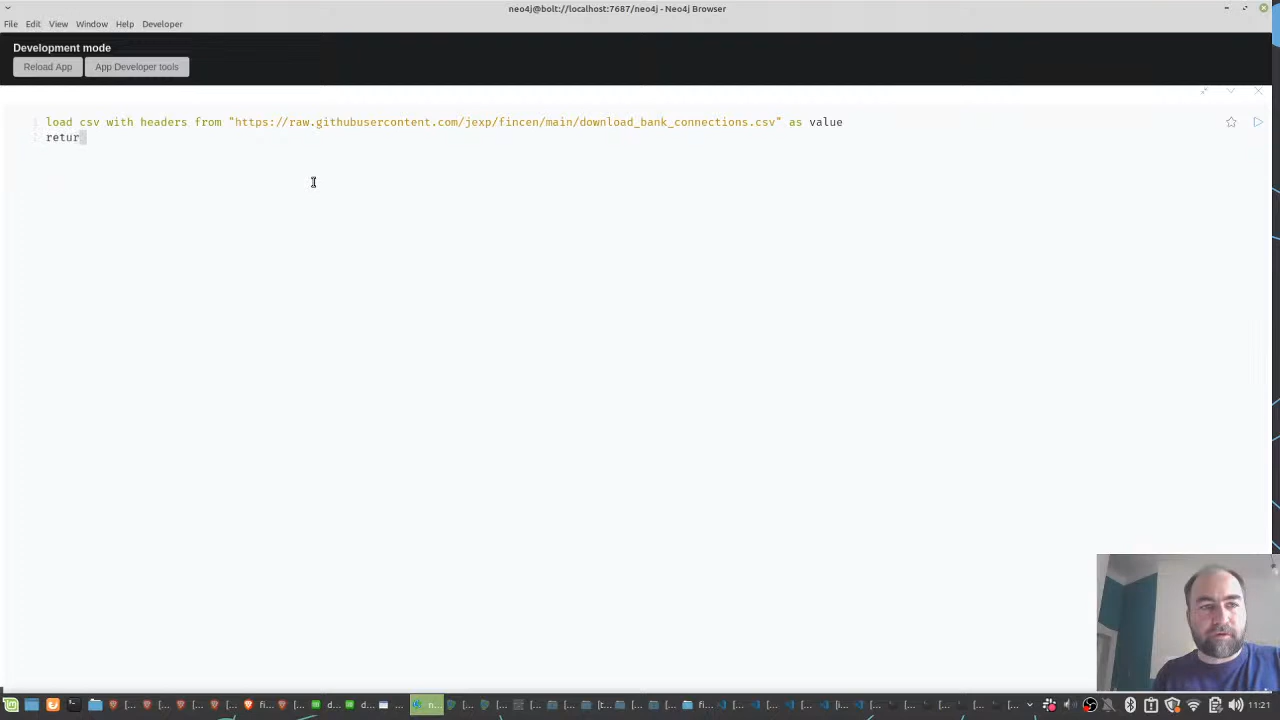 neo4j@bolt://localhost:7687/neo4j - Neo4j Browser
File Edit View Window Help Developer
Development mode
Reload App App Developer tools
load csv with headers from "https://raw.githubusercontent.com/jexp/fincen/main/download_bank_connections.csv" as value
retur
11:21